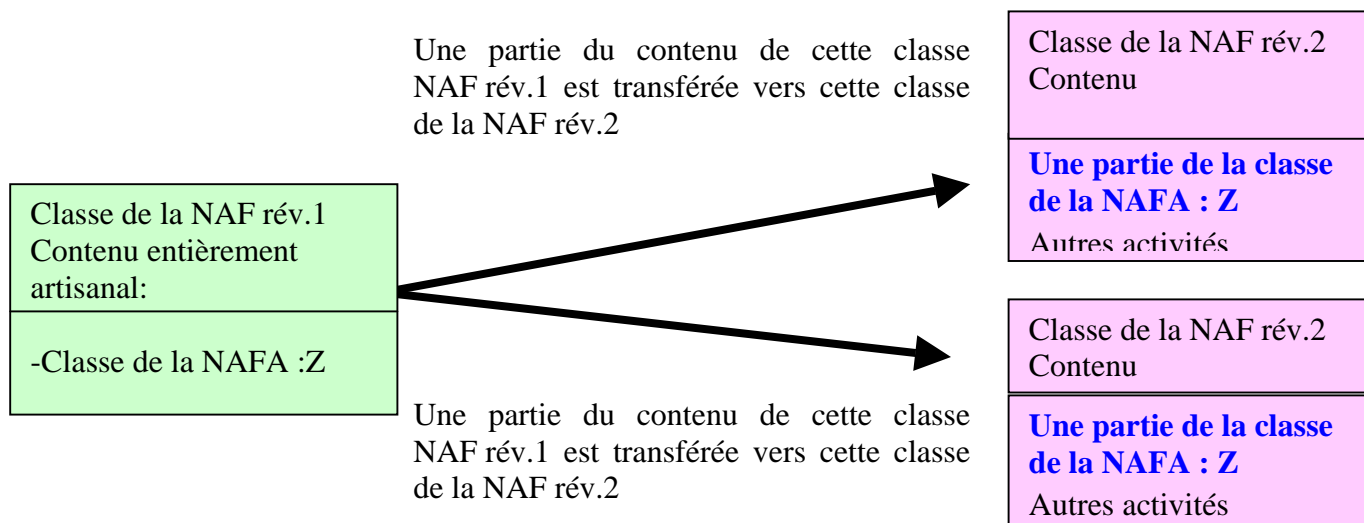 Une partie du contenu de cette classe
NAF rév.1 est transférée vers cette classe
de la NAF rév.2
Classe de la NAF rév.2
Contenu
Une partie de la classe
de la NAFA : Z
Autres activités
Classe de la NAF rév.1
Contenu entièrement
artisanal:
-Classe de la NAFA :Z
Classe de la NAF rév.2
Contenu
Une partie du contenu de cette classe
NAF rév.1 est transférée vers cette classe
de la NAF rév.2
Une partie de la classe
de la NAFA : Z
Autres activités